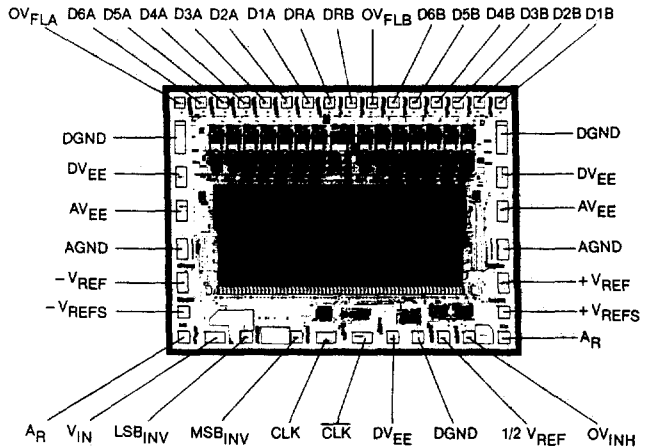 OVFLA D6A D5A D4A D3A D2A D1A DRA DRB OVFLB D6B D5B D4B D3B D2B D1B
DGND DGND
DVEE DVEE
AVEE AVEE
AGND AGND
−VREF +VREF
−VREFS +VREFS
AR
AR VIN LSBINV MSBINV CLK C̅L̅K̅ DVEE DGND 1/2 VREF OVINH